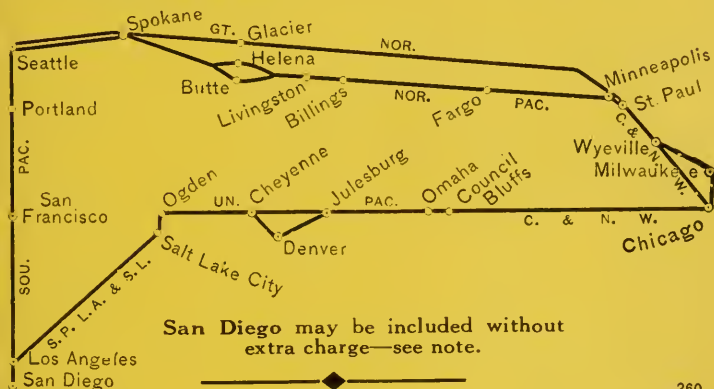 Spokane
GT.
Glacier
NOR.
Seattle
Helena
Butte
Livingston
Billings
NOR.
Fargo
PAC.
Minneapolis
St. Paul
C. & N. W.
Wyeville
Milwaukee
Portland
PAC.
San
Francisco
SOU.
Ogden
UN.
Cheyenne
Julesburg
PAC.
Omaha
Council
Bluffs
C. & N. W.
Chicago
Denver
Salt Lake City
S. P. L. A. & S. L.
San Diego may be included without
extra charge—see note.
Los Angeles
San Diego
260